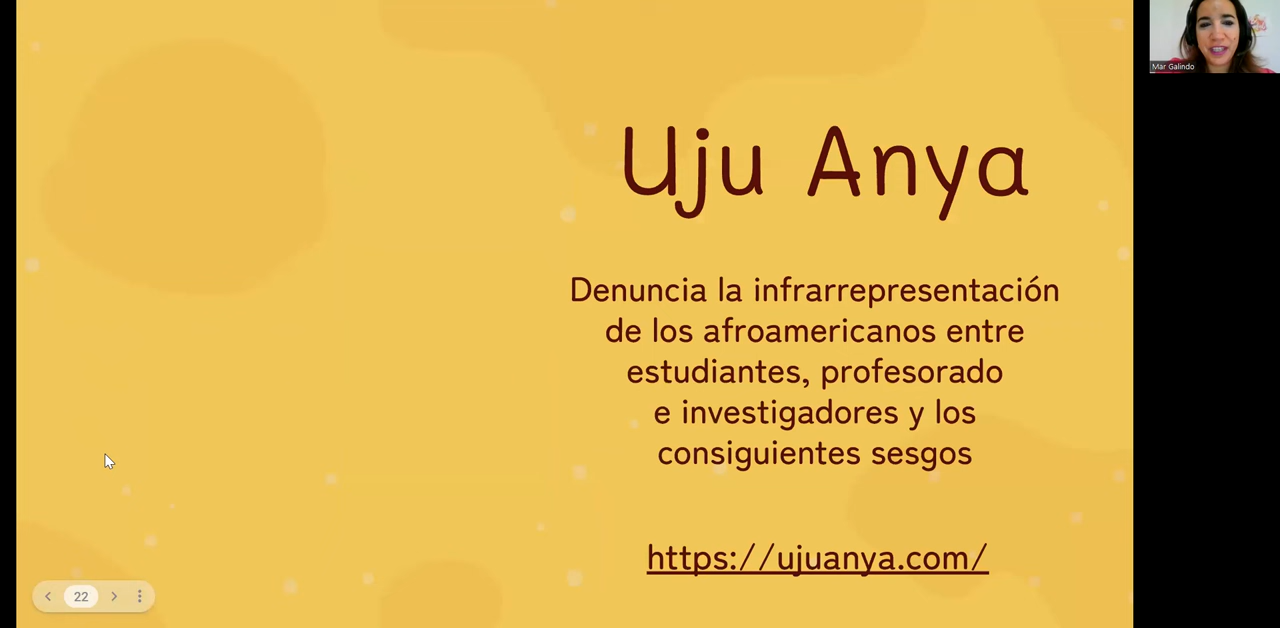 Mar Galindo
Uju Anya
Denuncia la infrarrepresentación
de los afroamericanos entre
estudiantes, profesorado
e investigadores y los
consiguientes sesgos
https://ujuanya.com/
22